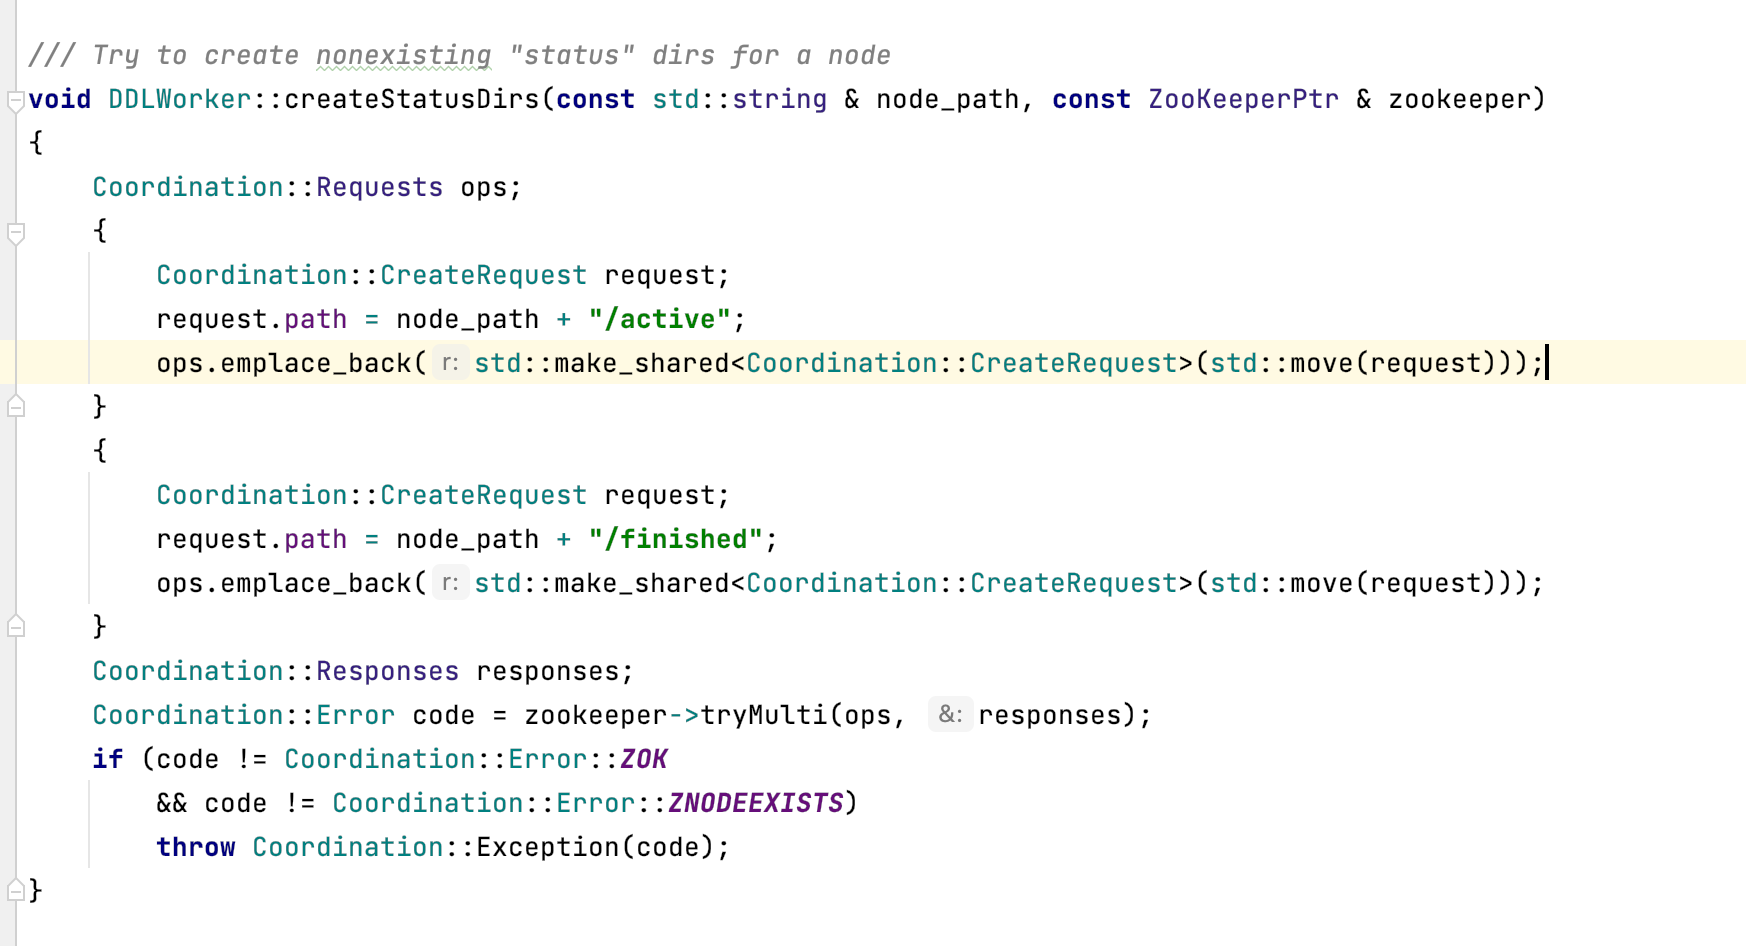 /// Try to create nonexisting "status" dirs for a node
void DDLWorker::createStatusDirs(const std::string & node_path, const ZooKeeperPtr & zookeeper)
{
    Coordination::Requests ops;
    {
        Coordination::CreateRequest request;
        request.path = node_path + "/active";
        ops.emplace_back( r: std::make_shared<Coordination::CreateRequest>(std::move(request)));
    }
    {
        Coordination::CreateRequest request;
        request.path = node_path + "/finished";
        ops.emplace_back( r: std::make_shared<Coordination::CreateRequest>(std::move(request)));
    }
    Coordination::Responses responses;
    Coordination::Error code = zookeeper->tryMulti(ops, &: responses);
    if (code != Coordination::Error::ZOK
        && code != Coordination::Error::ZNODEEXISTS)
        throw Coordination::Exception(code);
}